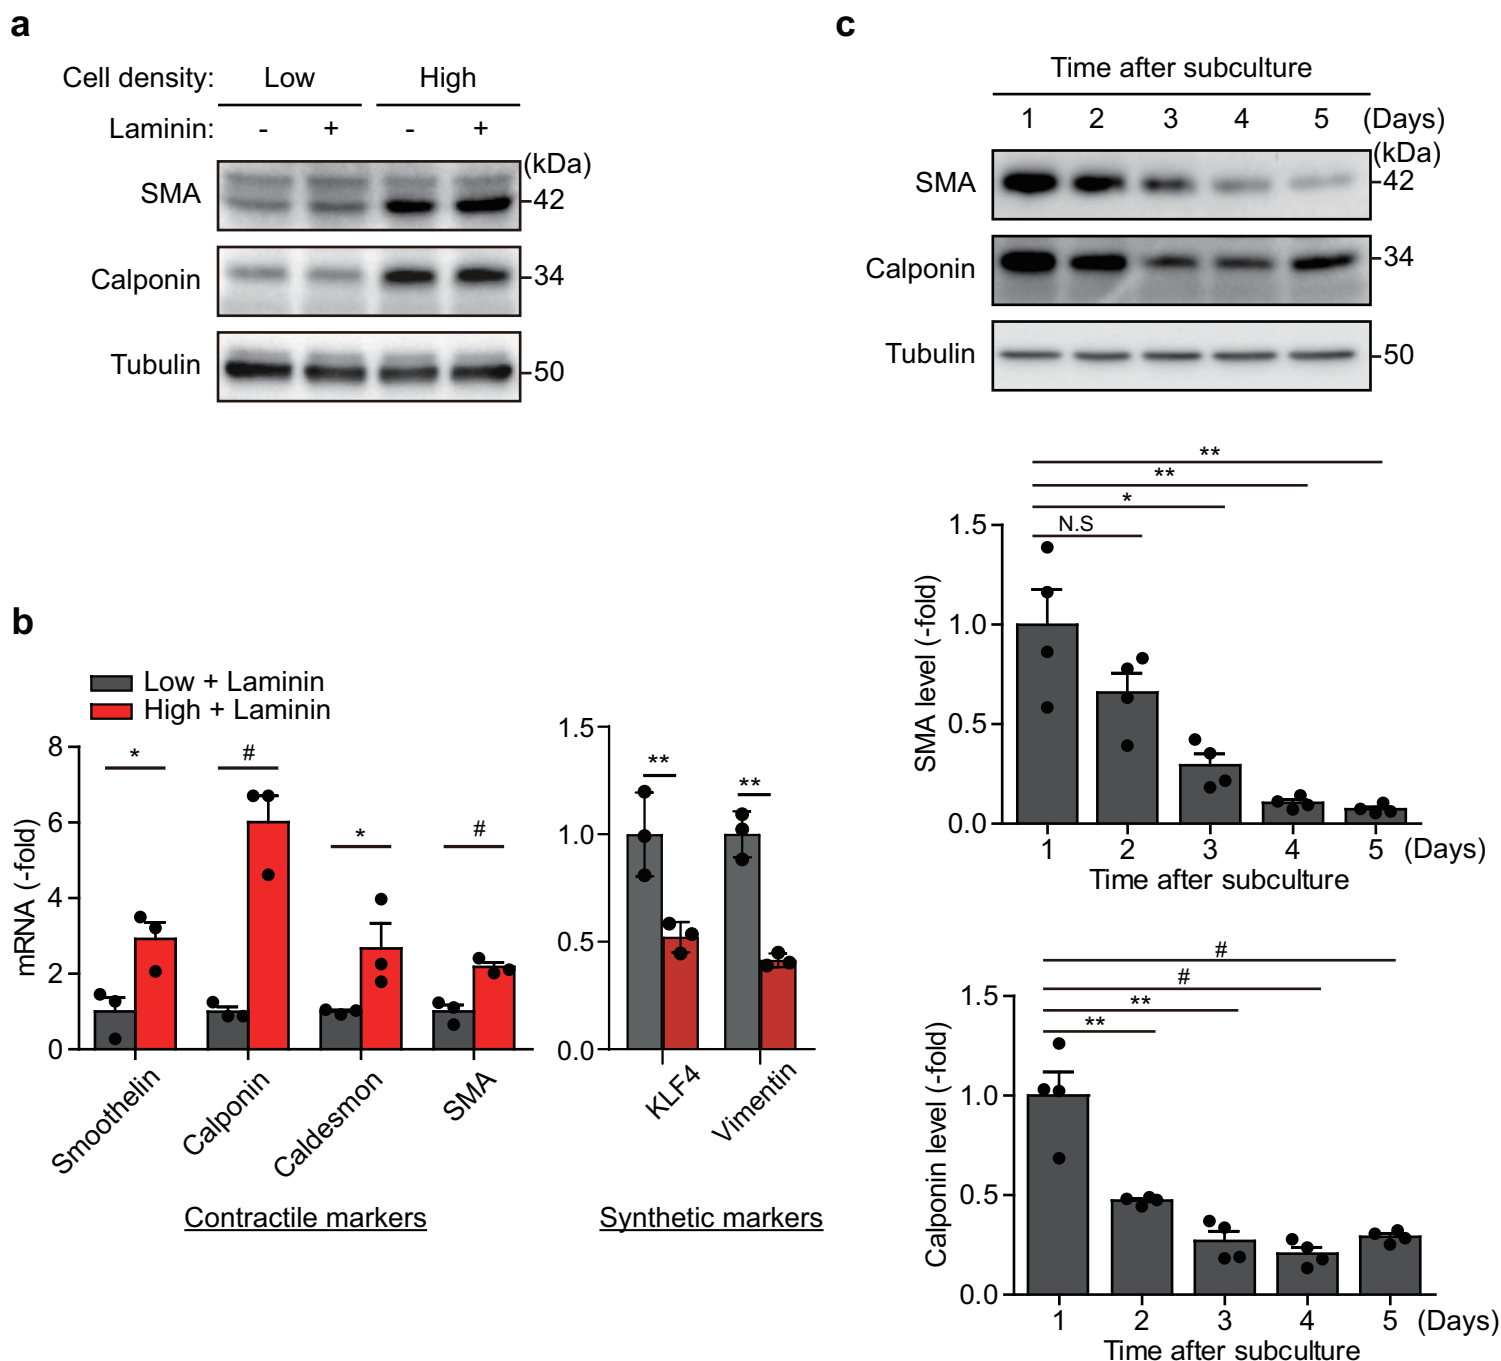 a
Cell density: Low High
Laminin: - + - +
(kDa)
SMA
42
Calponin
34
Tubulin
50
b
Low + Laminin
High + Laminin
mRNA (-fold)
8
6
4
2
0
* # * #
Smoothelin
Calponin
Caldesmon
SMA
Contractile markers
1.5
1.0
0.5
0.0
** **
KLF4
Vimentin
Synthetic markers
c
Time after subculture
1 2 3 4 5 (Days)
(kDa)
SMA
42
Calponin
34
Tubulin
50
**
**
*
N.S
SMA level (-fold)
1.5
1.0
0.5
0.0
1 2 3 4 5 (Days)
Time after subculture
#
#
**
**
Calponin level (-fold)
1.5
1.0
0.5
0.0
1 2 3 4 5 (Days)
Time after subculture